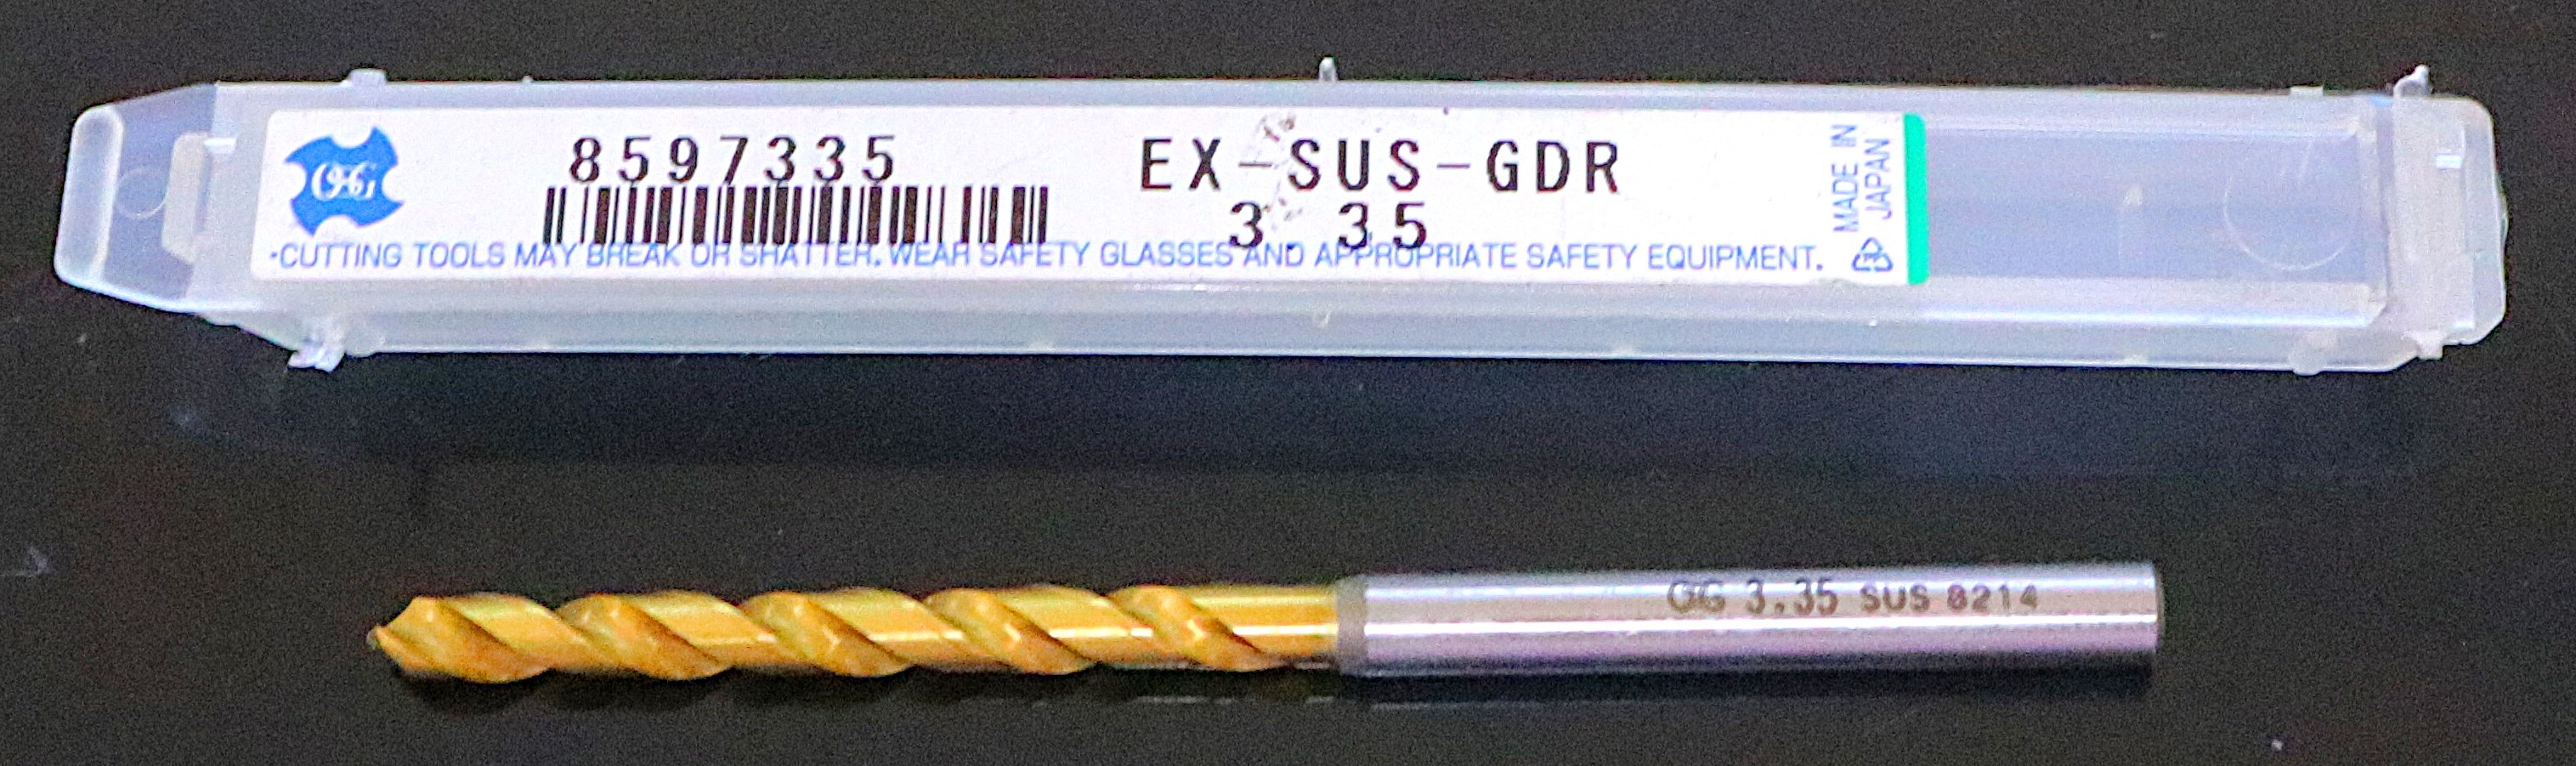 OSG
8597335
EX-SUS-GDR
3.35
•CUTTING TOOLS MAY BREAK OR SHATTER. WEAR SAFETY GLASSES AND APPROPRIATE SAFETY EQUIPMENT.
MADE IN
JAPAN
OSG 3.35 SUS 8214